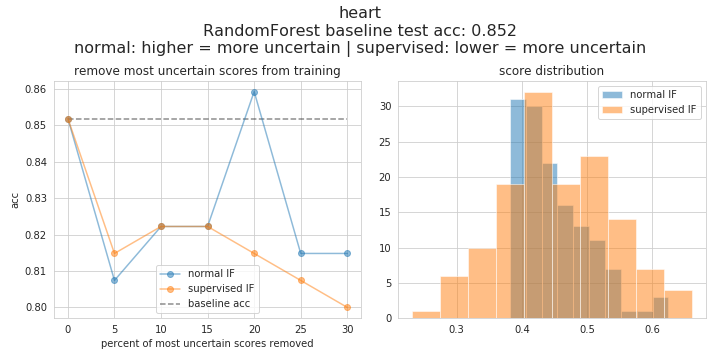 heart
RandomForest baseline test acc: 0.852
normal: higher = more uncertain | supervised: lower = more uncertain
remove most uncertain scores from training
0.86
0.85
0.84
0.83
0.82
0.81
0.80
acc
normal IF
supervised IF
baseline acc
0 5 10 15 20 25 30
percent of most uncertain scores removed
score distribution
normal IF
supervised IF
30
25
20
15
10
5
0
0.3 0.4 0.5 0.6